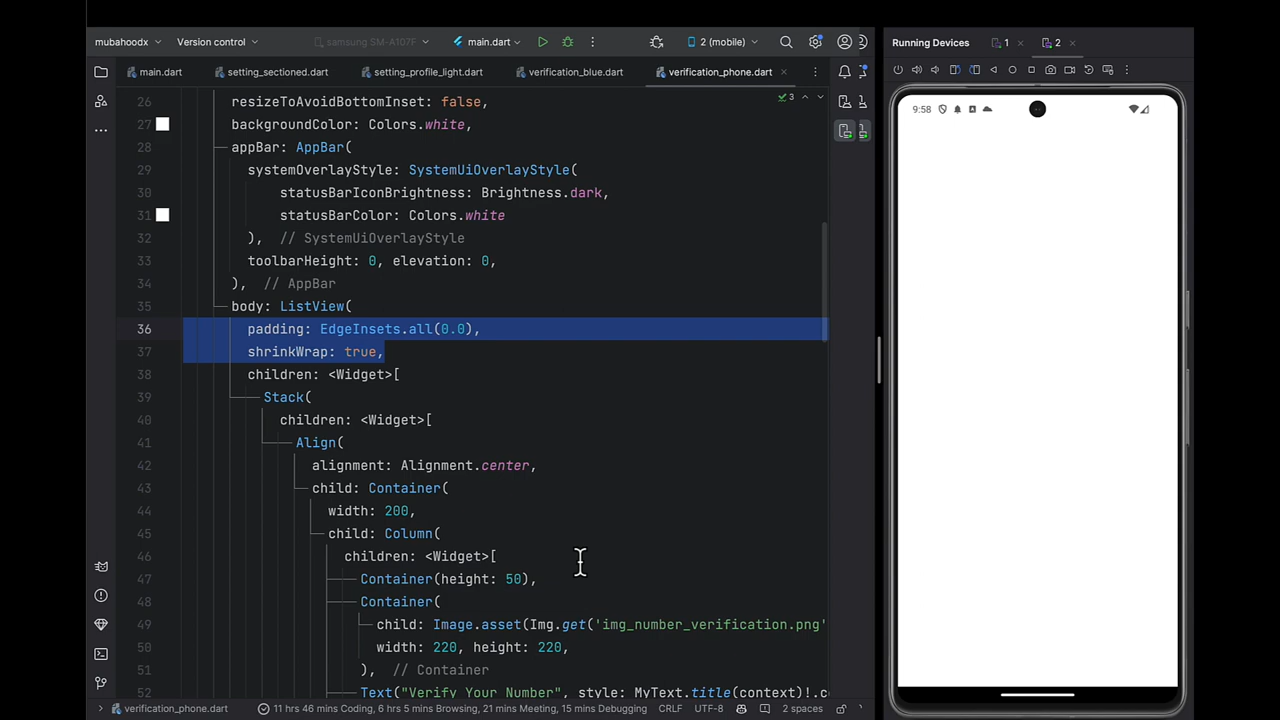 mubahoodx
Version control
samsung SM-A107F
main.dart
2 (mobile)
Running Devices
1
2
main.dart
setting_sectioned.dart
setting_profile_light.dart
verification_blue.dart
verification_phone.dart
3
26 resizeToAvoidBottomInset: false,
27 backgroundColor: Colors.white,
28 appBar: AppBar(
29 systemOverlayStyle: SystemUiOverlayStyle(
30 statusBarIconBrightness: Brightness.dark,
31 statusBarColor: Colors.white
32 ), // SystemUiOverlayStyle
33 toolbarHeight: 0, elevation: 0,
34 ), // AppBar
35 body: ListView(
36 padding: EdgeInsets.all(0.0),
37 shrinkWrap: true,
38 children: <Widget>[
39 Stack(
40 children: <Widget>[
41 Align(
42 alignment: Alignment.center,
43 child: Container(
44 width: 200,
45 child: Column(
46 children: <Widget>[
47 Container(height: 50),
48 Container(
49 child: Image.asset(Img.get('img_number_verification.png'
50 width: 220, height: 220,
51 ), // Container
52 Text("Verify Your Number", style: MyText.title(context)!.c
9:58
verification_phone.dart
11 hrs 46 mins Coding, 6 hrs 5 mins Browsing, 21 mins Meeting, 15 mins Debugging
CRLF
UTF-8
2 spaces